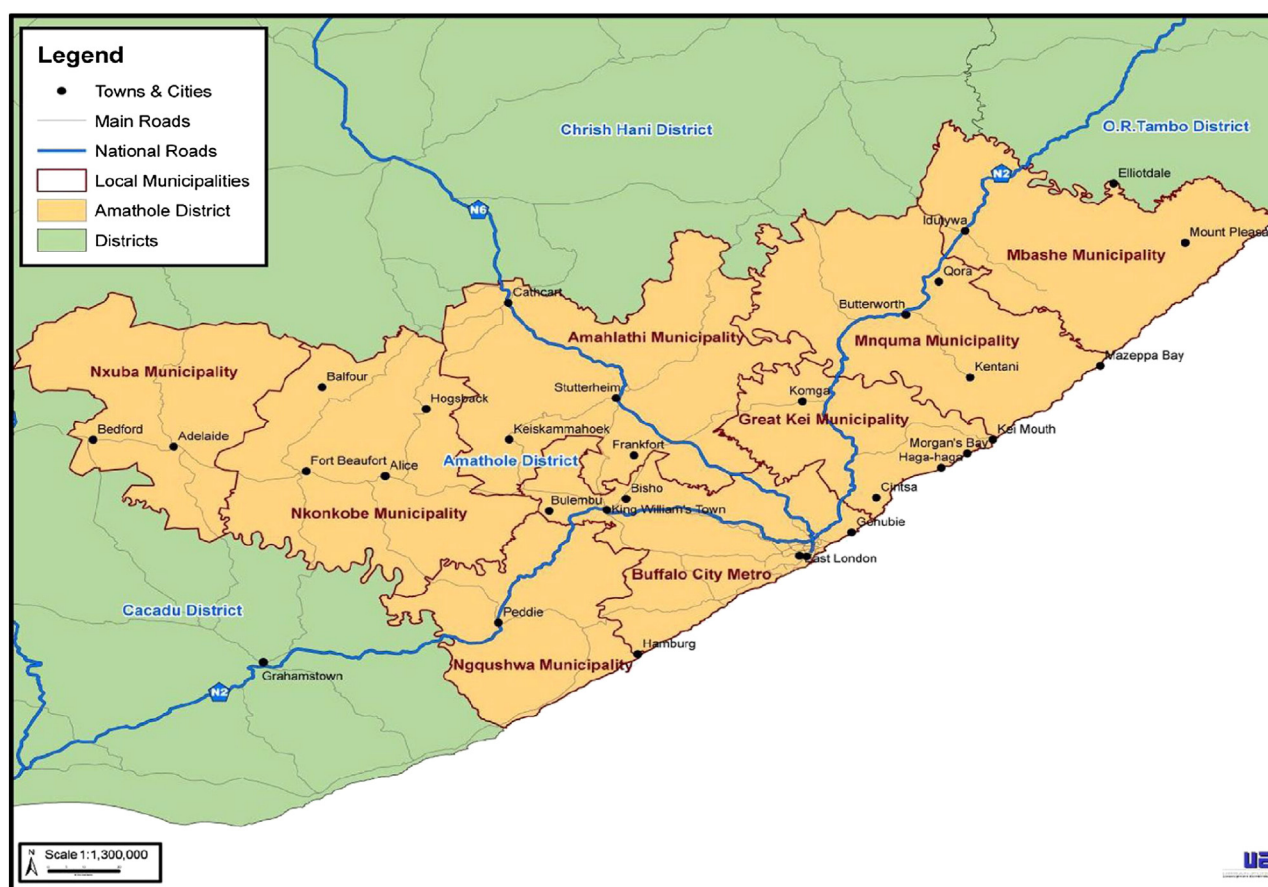 Legend
Towns & Cities
Main Roads
National Roads
Local Municipalities
Amathole District
Districts
Chrish Hani District
O.R.Tambo District
N2
N6
Elliotdale
Idutywa
Mount Pleasa
Mbashe Municipality
Qora
Cathcart
Butterworth
Amahlathi Municipality
Mnquma Municipality
Mazeppa Bay
Nxuba Municipality
Balfour
Kentani
Stutterheim
Komga
Hogsback
Great Kei Municipality
Bedford
Adelaide
Keiskammahoek
Kei Mouth
Morgan's Bay
Frankfort
Haga-haga
Amathole District
Fort Beaufort
Alice
Bisho
Cintsa
Nkonkobe Municipality
Bulembu
King William's Town
Gonubie
East London
Buffalo City Metro
Cacadu District
Peddie
Hamburg
Ngqushwa Municipality
Grahamstown
N2
N
Scale 1:1,300,000